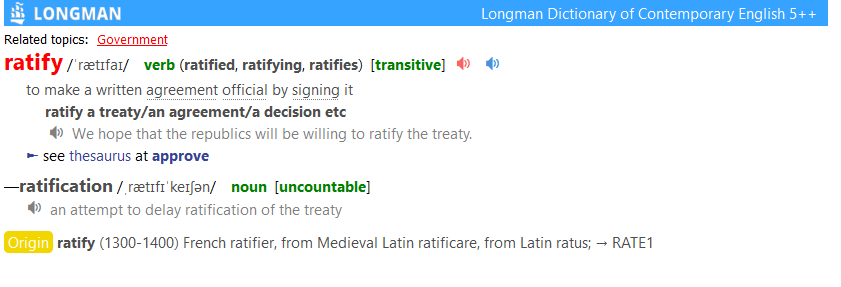 LONGMAN Longman Dictionary of Contemporary English 5++
Related topics: Government
ratify /ˈrætɪfaɪ/ verb (ratified, ratifying, ratifies) [transitive]
to make a written agreement official by signing it
ratify a treaty/an agreement/a decision etc
We hope that the republics will be willing to ratify the treaty.
► see thesaurus at approve
—ratification /ˌrætɪfɪˈkeɪʃən/ noun [uncountable]
an attempt to delay ratification of the treaty
Origin ratify (1300-1400) French ratifier, from Medieval Latin ratificare, from Latin ratus; → RATE1